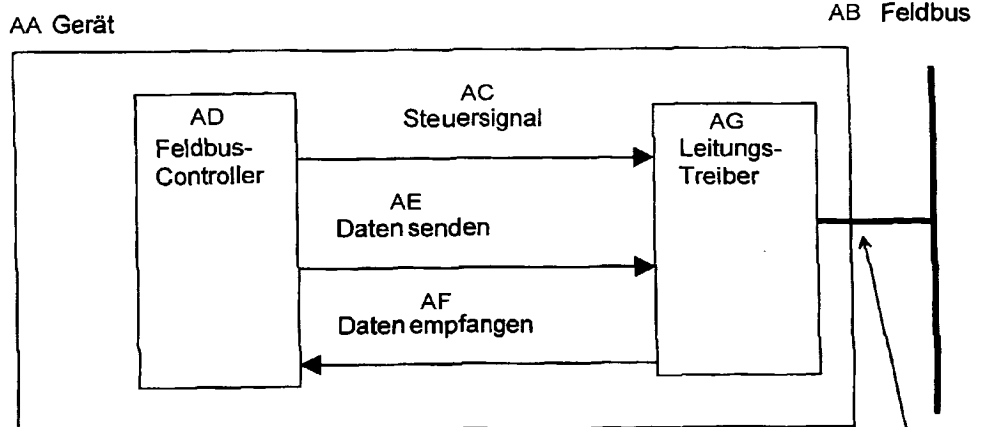 AA Gerät
AB Feldbus
AD
Feldbus-
Controller
AC
Steuersignal
AE
Daten senden
AF
Daten empfangen
AG
Leitungs-
Treiber